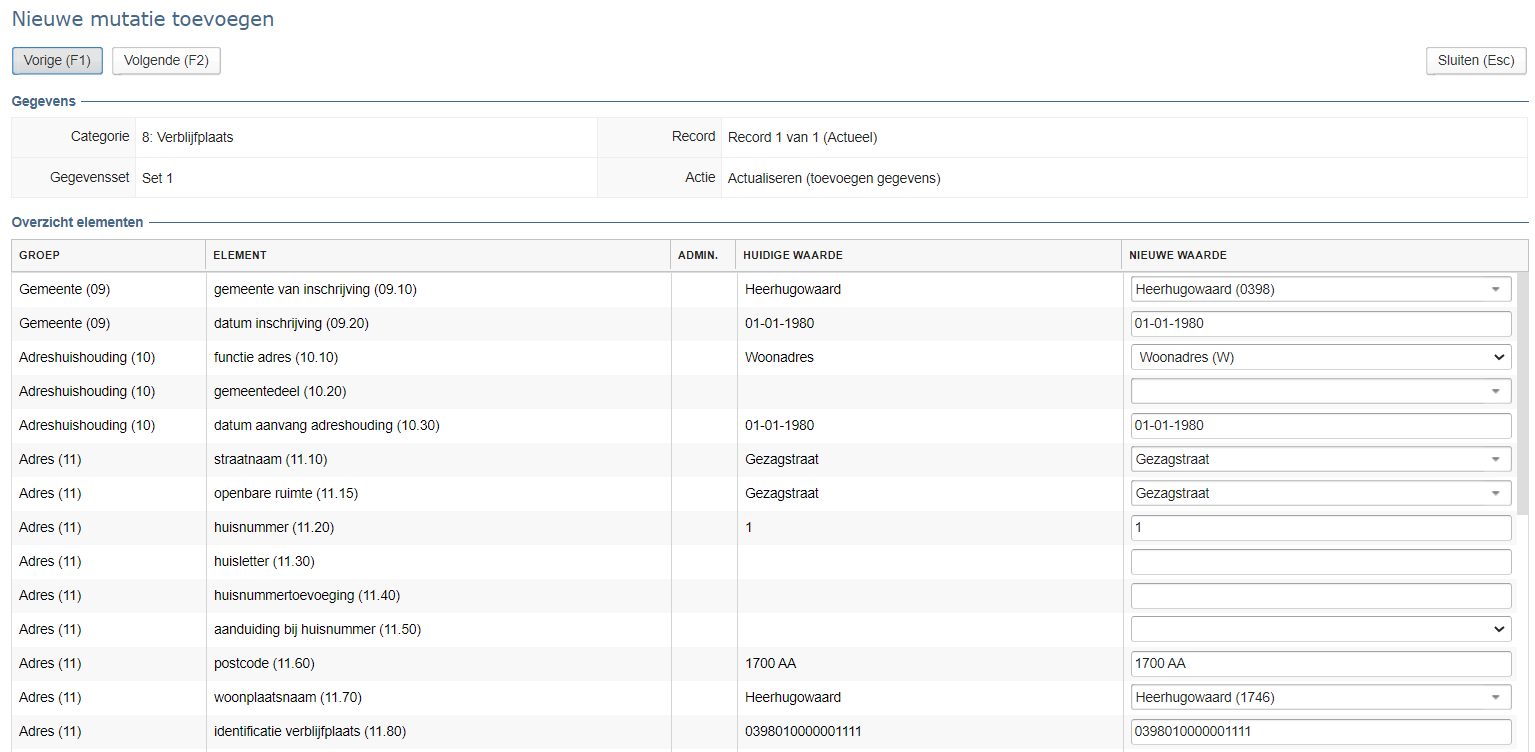 Nieuwe mutatie toevoegen
Vorige (F1) Volgende (F2) Sluiten (Esc)
Gegevens
Categorie 8: Verblijfplaats Record Record 1 van 1 (Actueel)
Gegevensset Set 1 Actie Actualiseren (toevoegen gegevens)
Overzicht elementen
GROEP ELEMENT ADMIN. HUIDIGE WAARDE NIEUWE WAARDE
Gemeente (09) gemeente van inschrijving (09.10) Heerhugowaard Heerhugowaard (0398)
Gemeente (09) datum inschrijving (09.20) 01-01-1980 01-01-1980
Adreshuishouding (10) functie adres (10.10) Woonadres Woonadres (W)
Adreshuishouding (10) gemeentedeel (10.20)
Adreshuishouding (10) datum aanvang adreshouding (10.30) 01-01-1980 01-01-1980
Adres (11) straatnaam (11.10) Gezagstraat Gezagstraat
Adres (11) openbare ruimte (11.15) Gezagstraat Gezagstraat
Adres (11) huisnummer (11.20) 1 1
Adres (11) huisletter (11.30)
Adres (11) huisnummertoevoeging (11.40)
Adres (11) aanduiding bij huisnummer (11.50)
Adres (11) postcode (11.60) 1700 AA 1700 AA
Adres (11) woonplaatsnaam (11.70) Heerhugowaard Heerhugowaard (1746)
Adres (11) identificatie verblijfplaats (11.80) 0398010000001111 0398010000001111